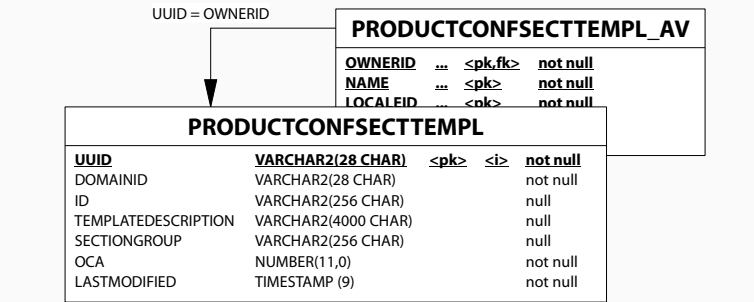 UUID = OWNERID
PRODUCTCONFSECTTEMPL_AV
OWNERID ... <pk,fk> not null
NAME ... <pk> not null
LOCALEID ... <pk> not null
PRODUCTCONFSECTTEMPL
UUID VARCHAR2(28 CHAR) <pk> <i> not null
DOMAINID VARCHAR2(28 CHAR) not null
ID VARCHAR2(256 CHAR) null
TEMPLATEDESCRIPTION VARCHAR2(4000 CHAR) null
SECTIONGROUP VARCHAR2(256 CHAR) null
OCA NUMBER(11,0) not null
LASTMODIFIED TIMESTAMP (9) not null